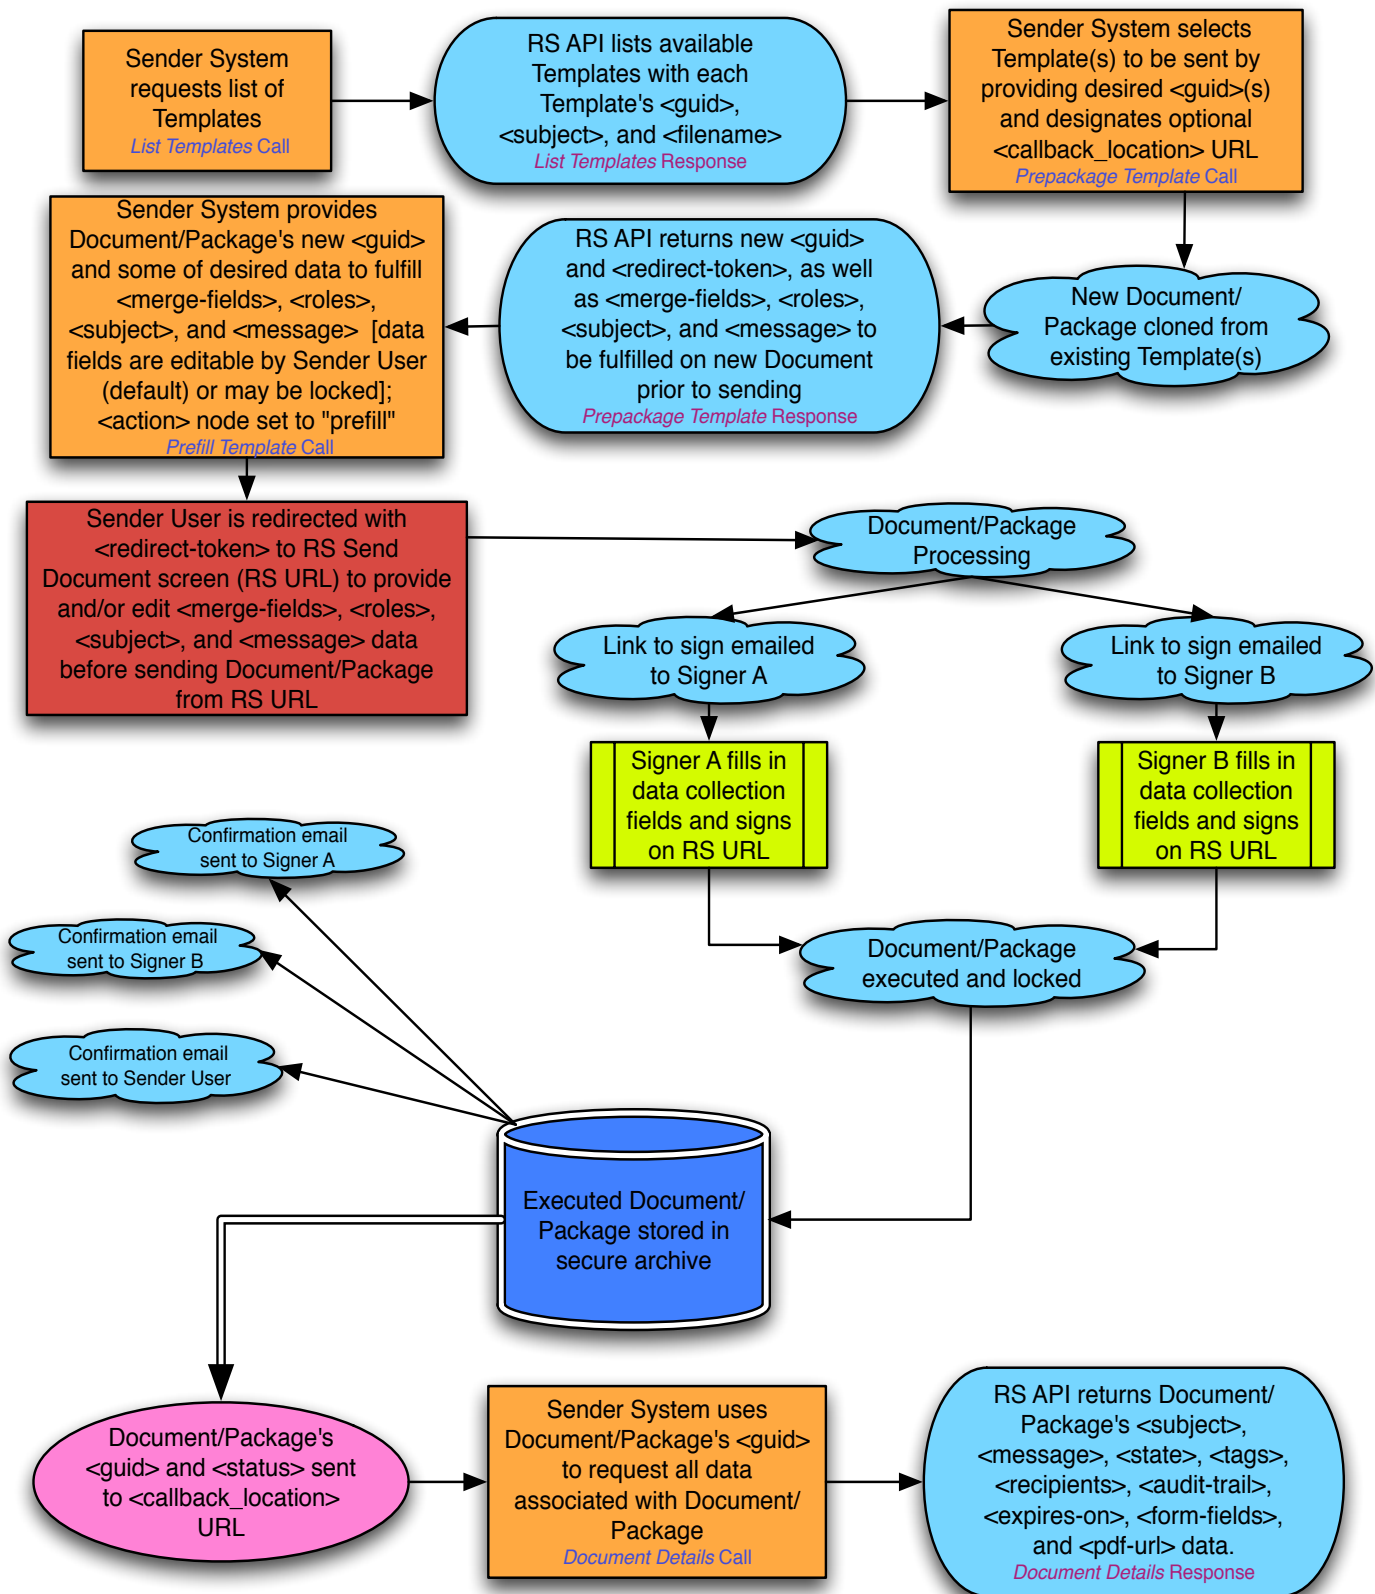 Sender System
requests list of
Templates
List Templates Call
RS API lists available
Templates with each
Template's <guid>,
<subject>, and <filename>
List Templates Response
Sender System selects
Template(s) to be sent by
providing desired <guid>(s)
and designates optional
<callback_location> URL
Prepackage Template Call
Sender System provides
Document/Package's new <guid>
and some of desired data to fulfill
<merge-fields>, <roles>,
<subject>, and <message> [data
fields are editable by Sender User
(default) or may be locked];
<action> node set to "prefill"
Prefill Template Call
RS API returns new <guid>
and <redirect-token>, as well
as <merge-fields>, <roles>,
<subject>, and <message> to
be fulfilled on new Document
prior to sending
Prepackage Template Response
New Document/
Package cloned from
existing Template(s)
Sender User is redirected with
<redirect-token> to RS Send
Document screen (RS URL) to provide
and/or edit <merge-fields>, <roles>,
<subject>, and <message> data
before sending Document/Package
from RS URL
Document/Package
Processing
Link to sign emailed
to Signer A
Link to sign emailed
to Signer B
Signer A fills in
data collection
fields and signs
on RS URL
Signer B fills in
data collection
fields and signs
on RS URL
Confirmation email
sent to Signer A
Confirmation email
sent to Signer B
Confirmation email
sent to Sender User
Document/Package
executed and locked
Executed Document/
Package stored in
secure archive
Document/Package's
<guid> and <status> sent
to <callback_location>
URL
Sender System uses
Document/Package's <guid>
to request all data
associated with Document/
Package
Document Details Call
RS API returns Document/
Package's <subject>,
<message>, <state>, <tags>,
<recipients>, <audit-trail>,
<expires-on>, <form-fields>,
and <pdf-url> data.
Document Details Response